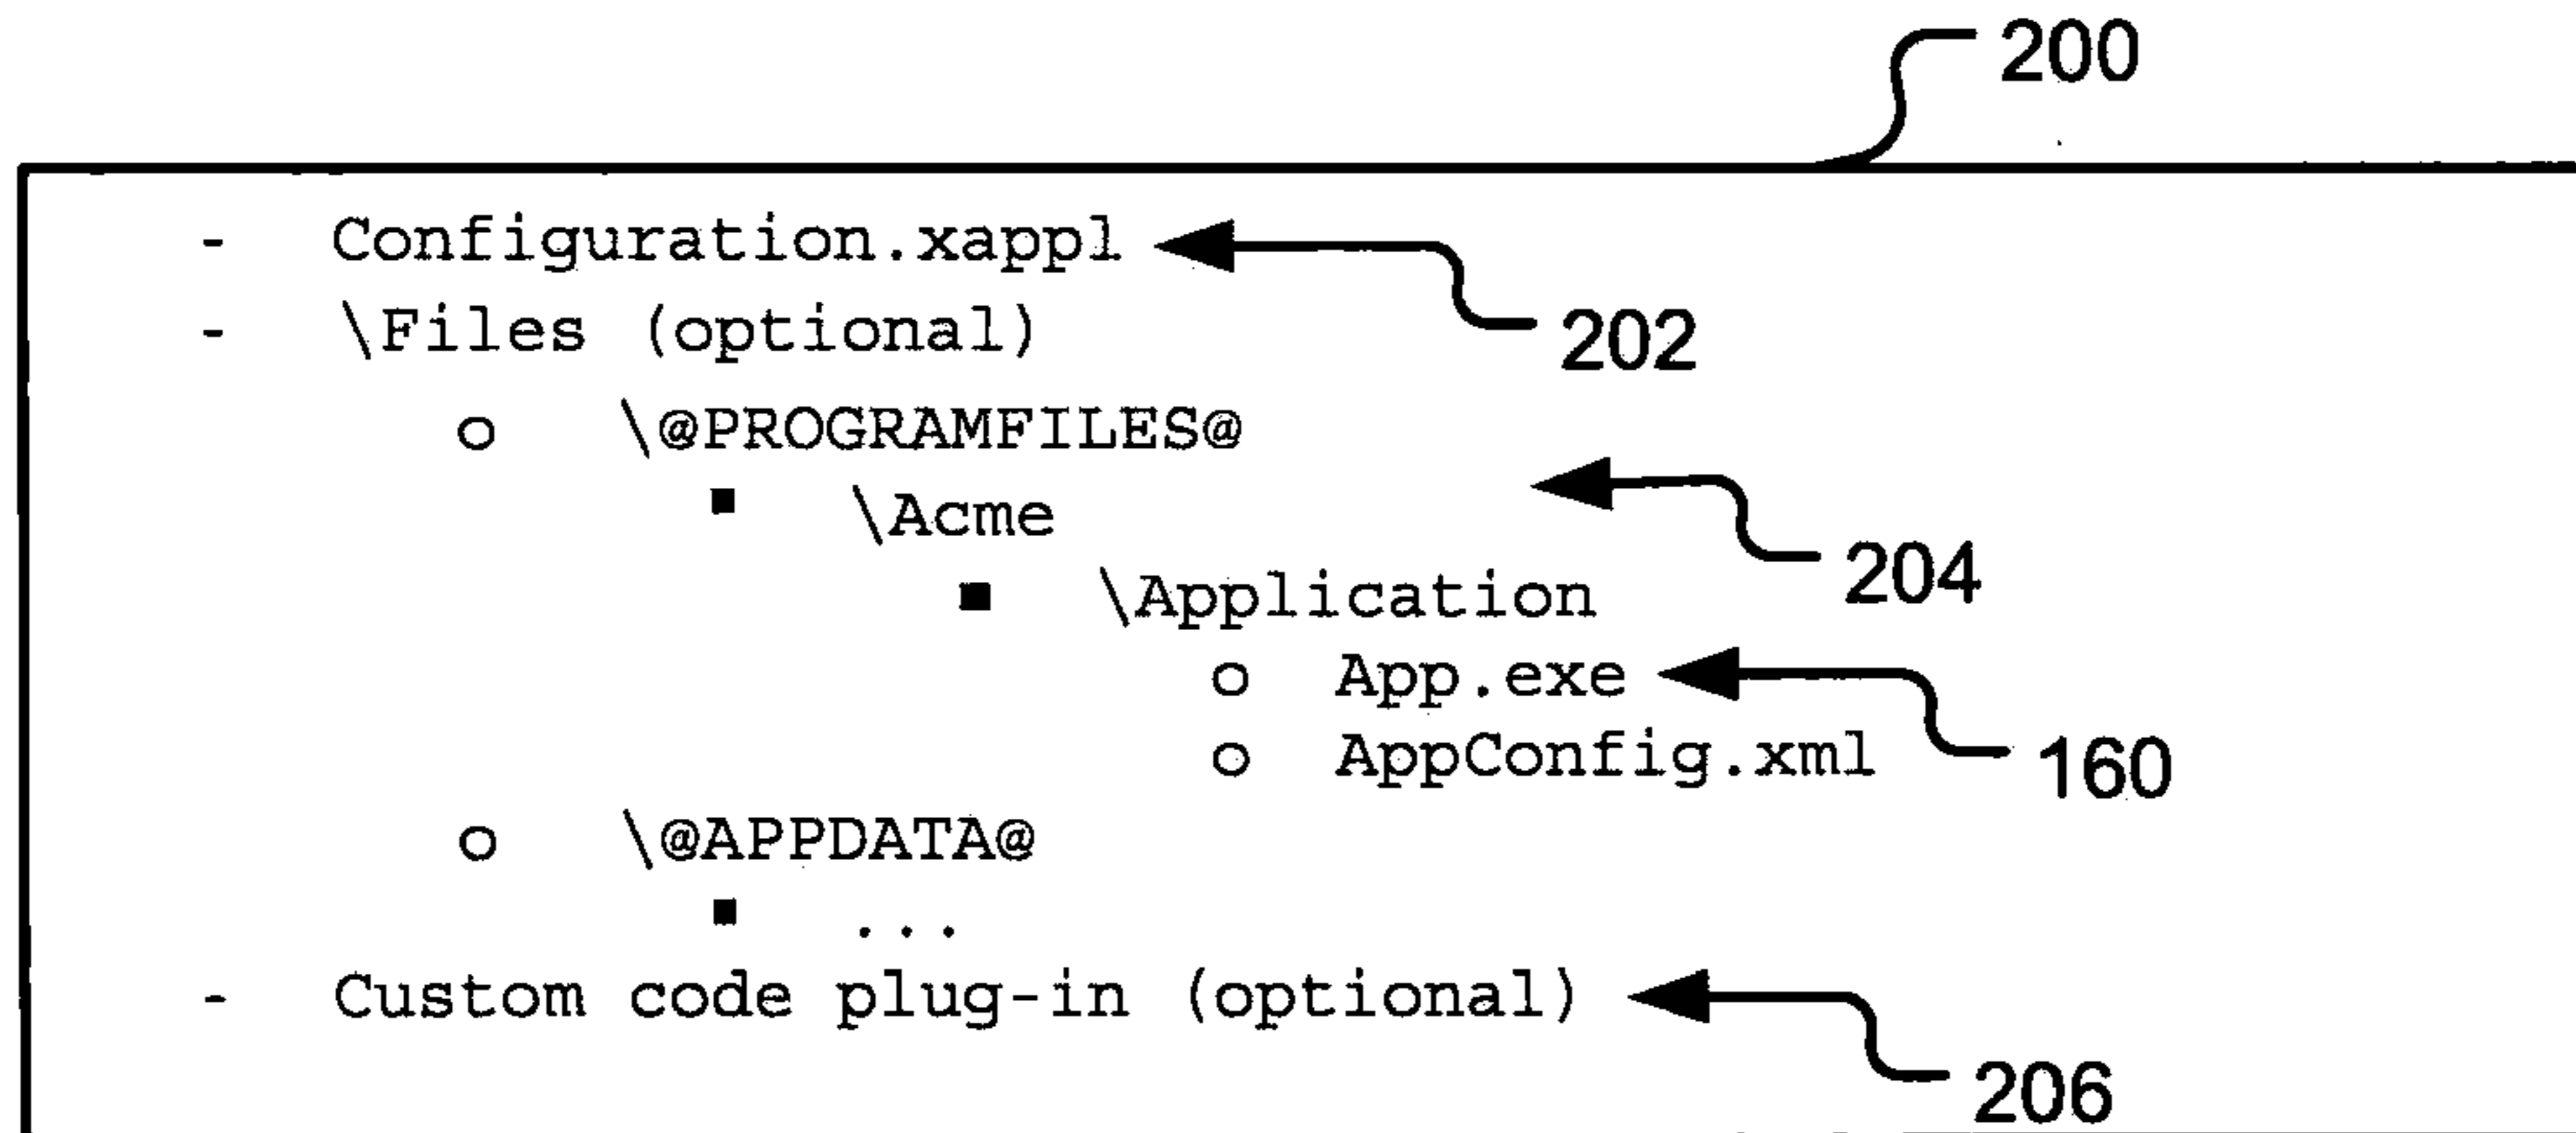 200
- Configuration.xappl
- \Files (optional)
202
o \@PROGRAMFILES@
▪ \Acme
204
▪ \Application
o App.exe
o AppConfig.xml
160
o \@APPDATA@
▪ ...
- Custom code plug-in (optional)
206